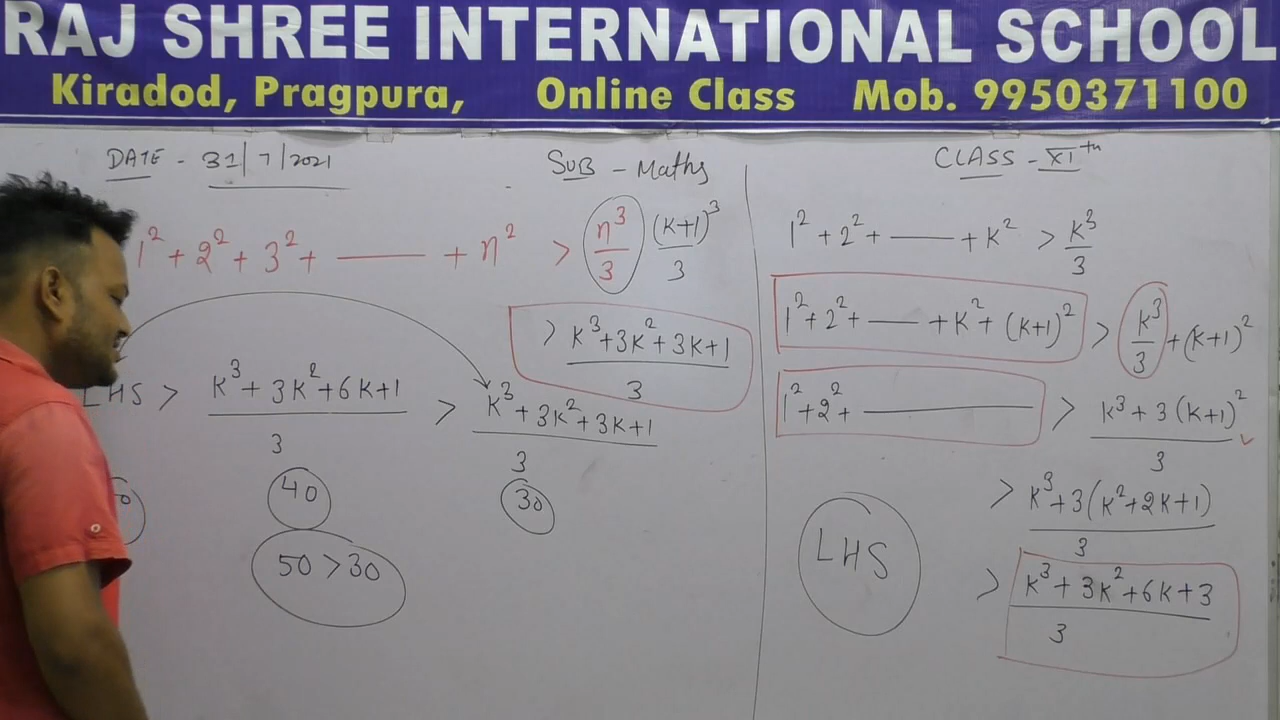 RAJ SHREE INTERNATIONAL SCHOOL
Kiradod, Pragpura, Online Class Mob. 9950371100
DATE - 31/7/2021 SUB - Maths CLASS - XIth
1² + 2² + 3² + —— + n² > n³/3 (k+1)³/3
> (k³+3k²+3k+1)/3
LHS > (k³+3k²+6k+1)/3 > (k³+3k²+3k+1)/3
40 30
50 > 30
1² + 2² + —— + k² > k³/3
1² + 2² + —— + k² + (k+1)² > k³/3 + (k+1)²
1² + 2² + —— > (k³ + 3(k+1)²)/3
> (k³+3(k²+2k+1))/3
LHS > (k³ + 3k² + 6k + 3)/3